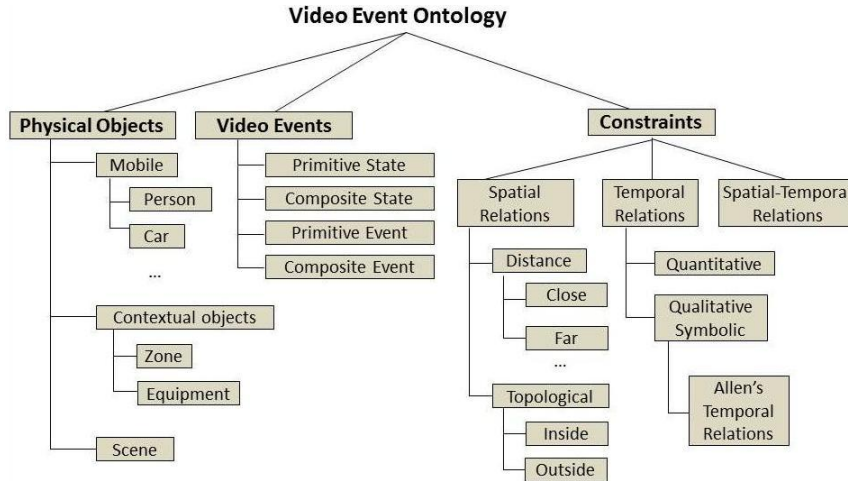 Video Event Ontology
Physical Objects
Mobile
Person
Car
...
Contextual objects
Zone
Equipment
Scene
Video Events
Primitive State
Composite State
Primitive Event
Composite Event
Constraints
Spatial
Relations
Distance
Close
Far
...
Topological
Inside
Outside
Temporal
Relations
Quantitative
Qualitative
Symbolic
Allen's
Temporal
Relations
Spatial-Temporal
Relations